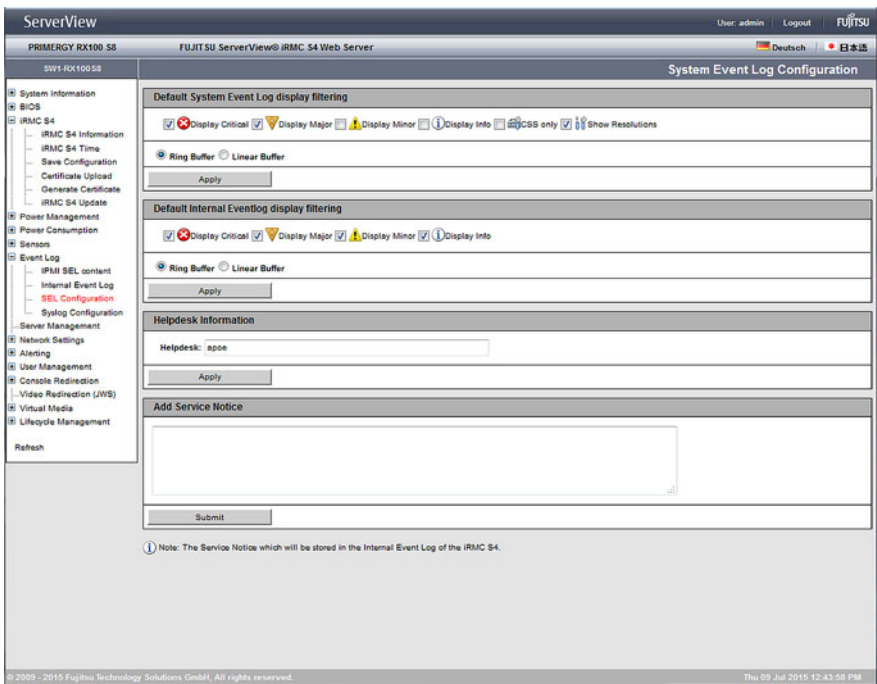 ServerView
User: admin Logout FUJITSU
PRIMERGY RX100 S8 FUJITSU ServerView® iRMC S4 Web Server Deutsch 日本語
SW1-RX100S8 System Event Log Configuration
System Information
BIOS
iRMC S4
iRMC S4 Information
iRMC S4 Time
Save Configuration
Certificate Upload
Generate Certificate
iRMC S4 Update
Power Management
Power Consumption
Sensors
Event Log
IPMI SEL content
Internal Event Log
SEL Configuration
Syslog Configuration
Server Management
Network Settings
Alerting
User Management
Console Redirection
Video Redirection (JWS)
Virtual Media
Lifecycle Management
Refresh
Default System Event Log display filtering
Display Critical Display Major Display Minor Display Info CSS only Show Resolutions
Ring Buffer Linear Buffer
Apply
Default Internal Eventlog display filtering
Display Critical Display Major Display Minor Display Info
Ring Buffer Linear Buffer
Apply
Helpdesk Information
Helpdesk: apoe
Apply
Add Service Notice
Submit
Note: The Service Notice which will be stored in the Internal Event Log of the iRMC S4.
© 2009 - 2015 Fujitsu Technology Solutions GmbH, All rights reserved. Thu 09 Jul 2015 12:43:58 PM